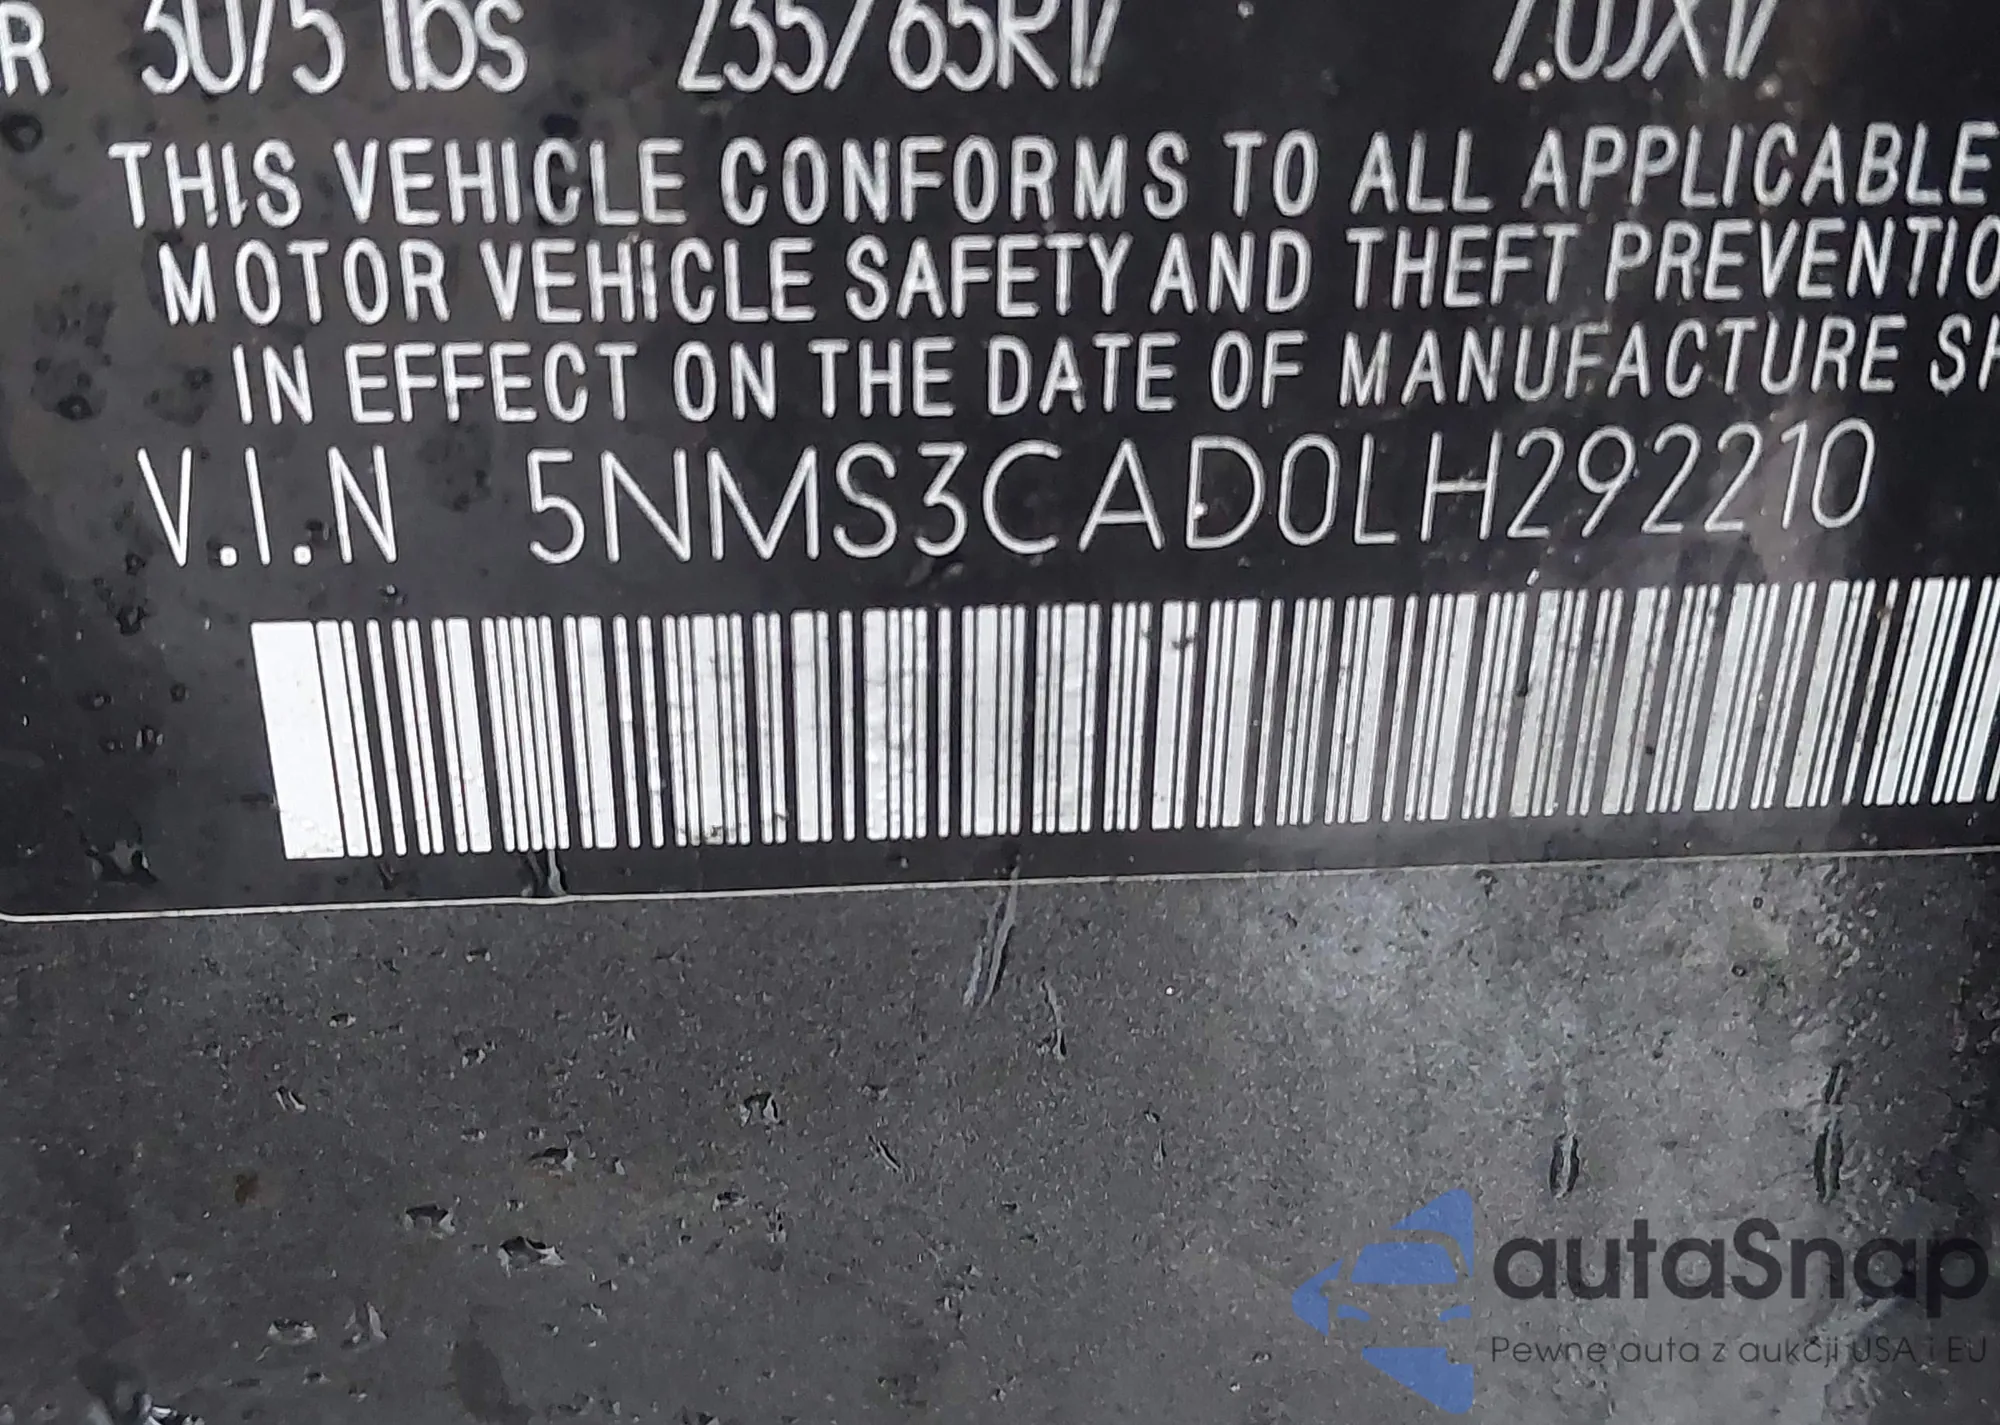 R 3075 lbs 235/65R17 7.0JX17
THIS VEHICLE CONFORMS TO ALL APPLICABLE
MOTOR VEHICLE SAFETY AND THEFT PREVENTIO
IN EFFECT ON THE DATE OF MANUFACTURE SH
V.I.N 5NMS3CAD0LH292210
autaSnap
Pewne auta z aukcji USA i EU